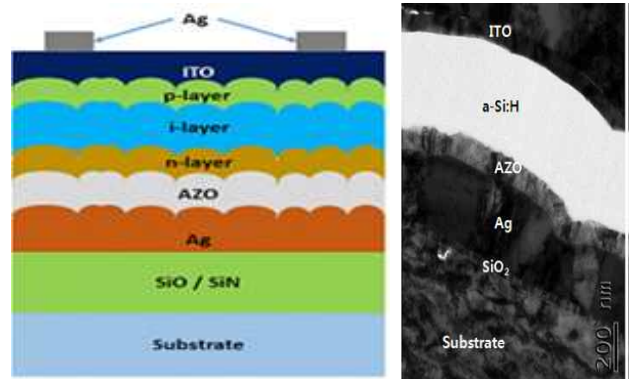 Ag
ITO
p-layer
i-layer
n-layer
AZO
Ag
SiO / SiN
Substrate
ITO
a-Si:H
AZO
Ag
SiO₂
Substrate
200 nm